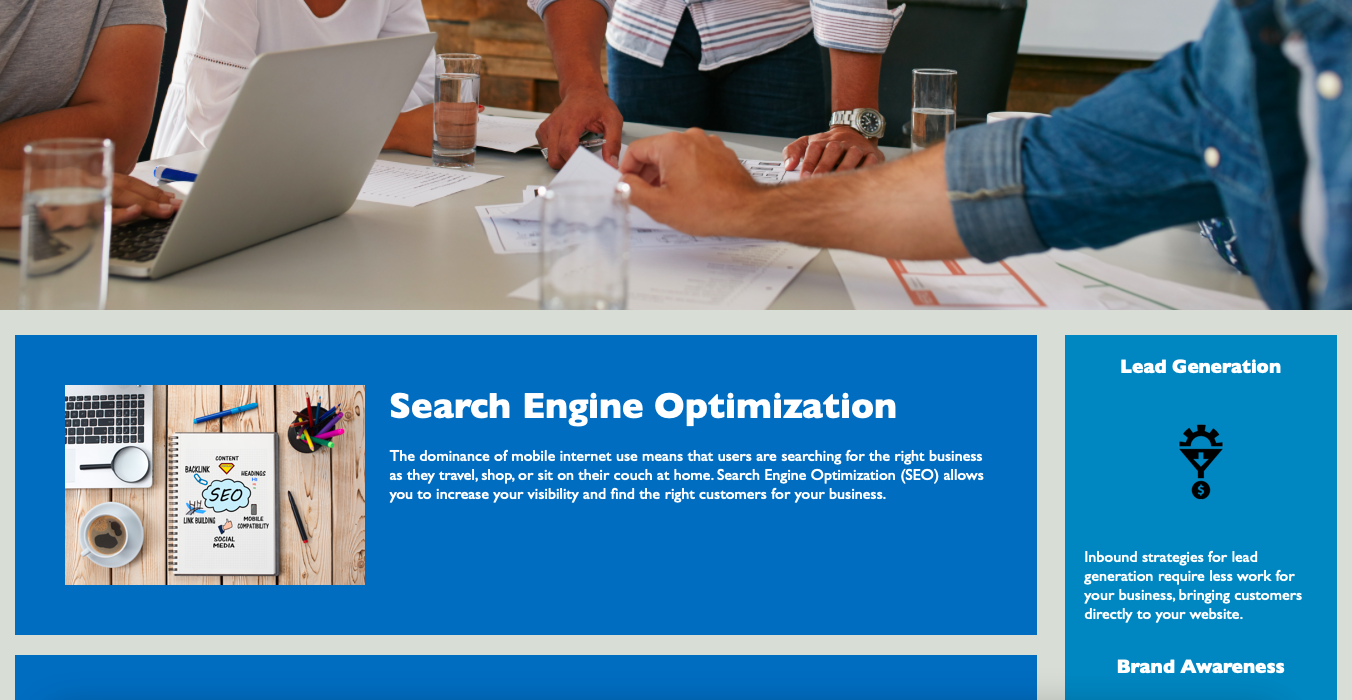 Search Engine Optimization
The dominance of mobile internet use means that users are searching for the right business
as they travel, shop, or sit on their couch at home. Search Engine Optimization (SEO) allows
you to increase your visibility and find the right customers for your business.
CONTENT
BACKLINK
HEADINGS
SEO
LINK BUILDING
MOBILE
COMPATIBILITY
SOCIAL
MEDIA
Lead Generation
$
Inbound strategies for lead
generation require less work for
your business, bringing customers
directly to your website.
Brand Awareness